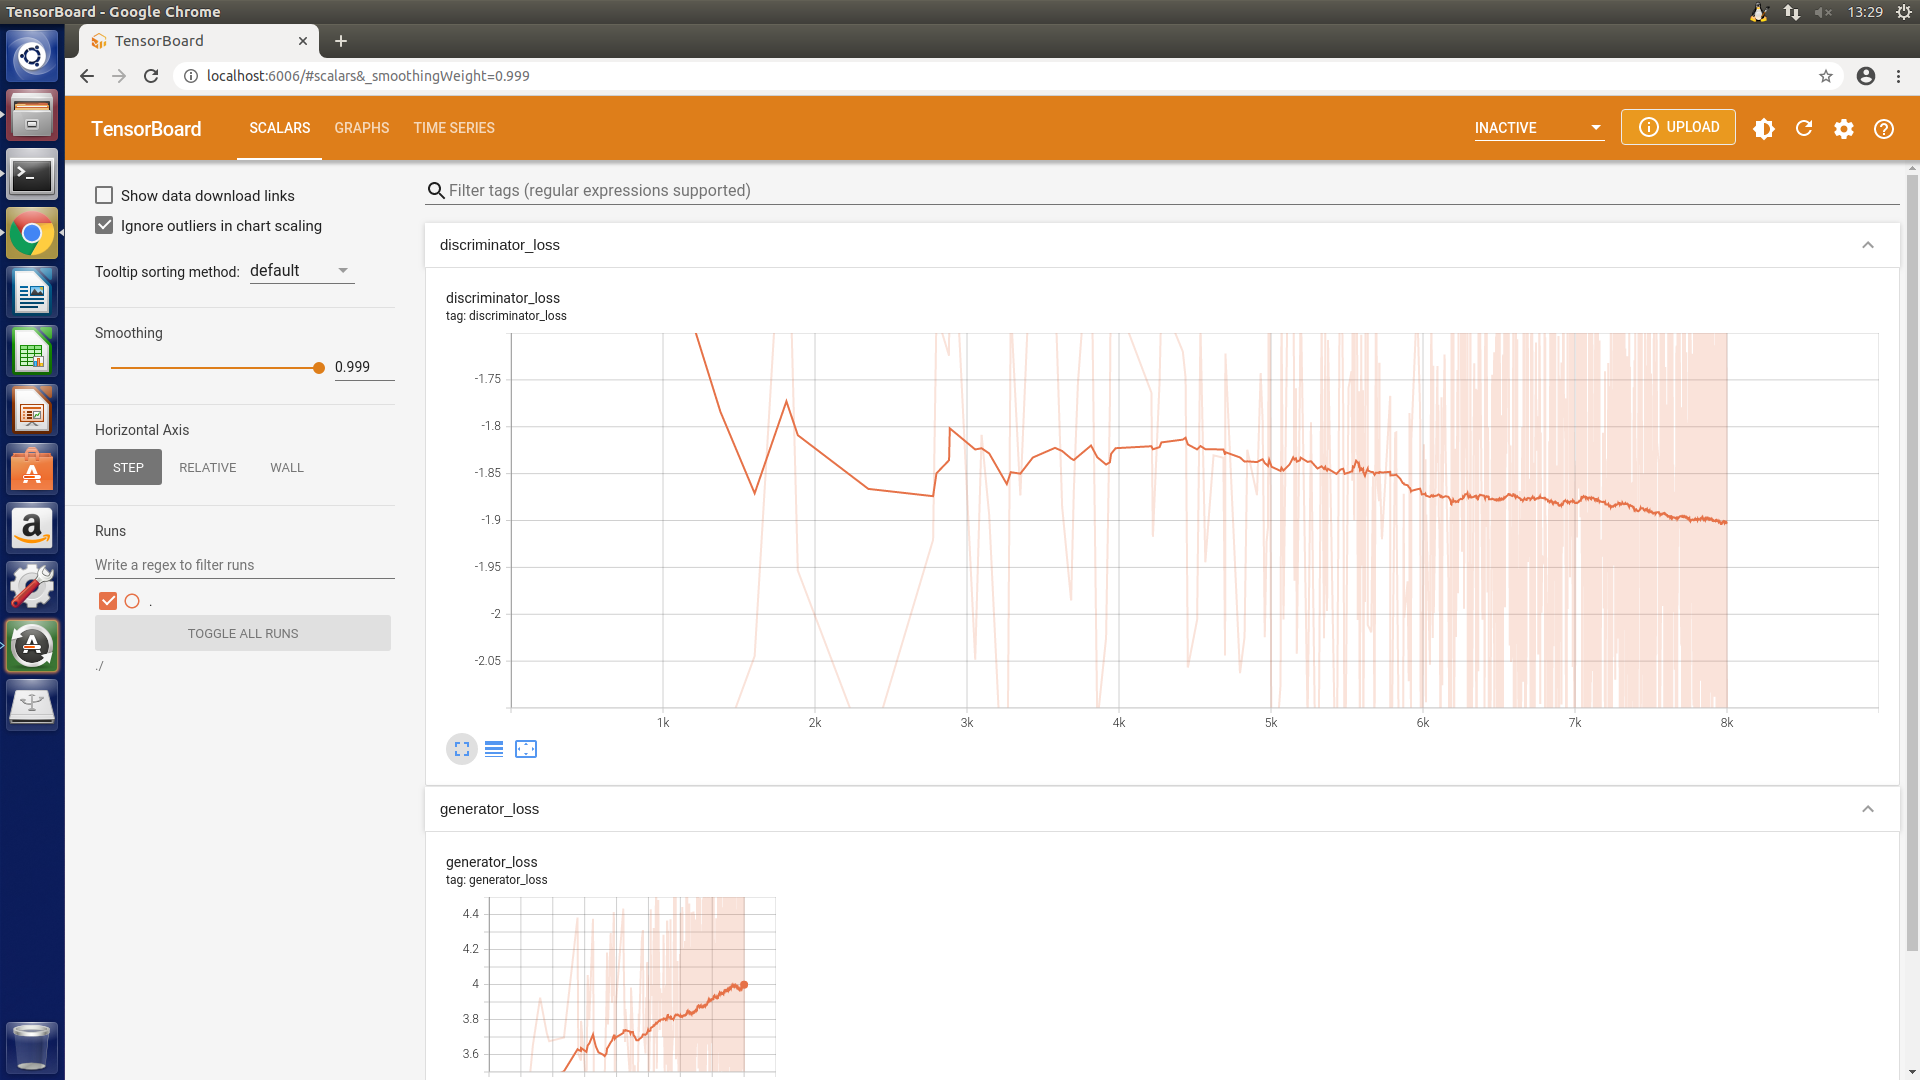 TensorBoard - Google Chrome
13:29
TensorBoard
localhost:6006/#scalars&_smoothingWeight=0.999
TensorBoard
SCALARS
GRAPHS
TIME SERIES
INACTIVE
UPLOAD
Show data download links
Ignore outliers in chart scaling
Tooltip sorting method: default
Smoothing
0.999
Horizontal Axis
STEP
RELATIVE
WALL
Runs
Write a regex to filter runs
.
TOGGLE ALL RUNS
./
Filter tags (regular expressions supported)
discriminator_loss
discriminator_loss
tag: discriminator_loss
-1.75
-1.8
-1.85
-1.9
-1.95
-2
-2.05
1k
2k
3k
4k
5k
6k
7k
8k
generator_loss
generator_loss
tag: generator_loss
4.4
4.2
4
3.8
3.6